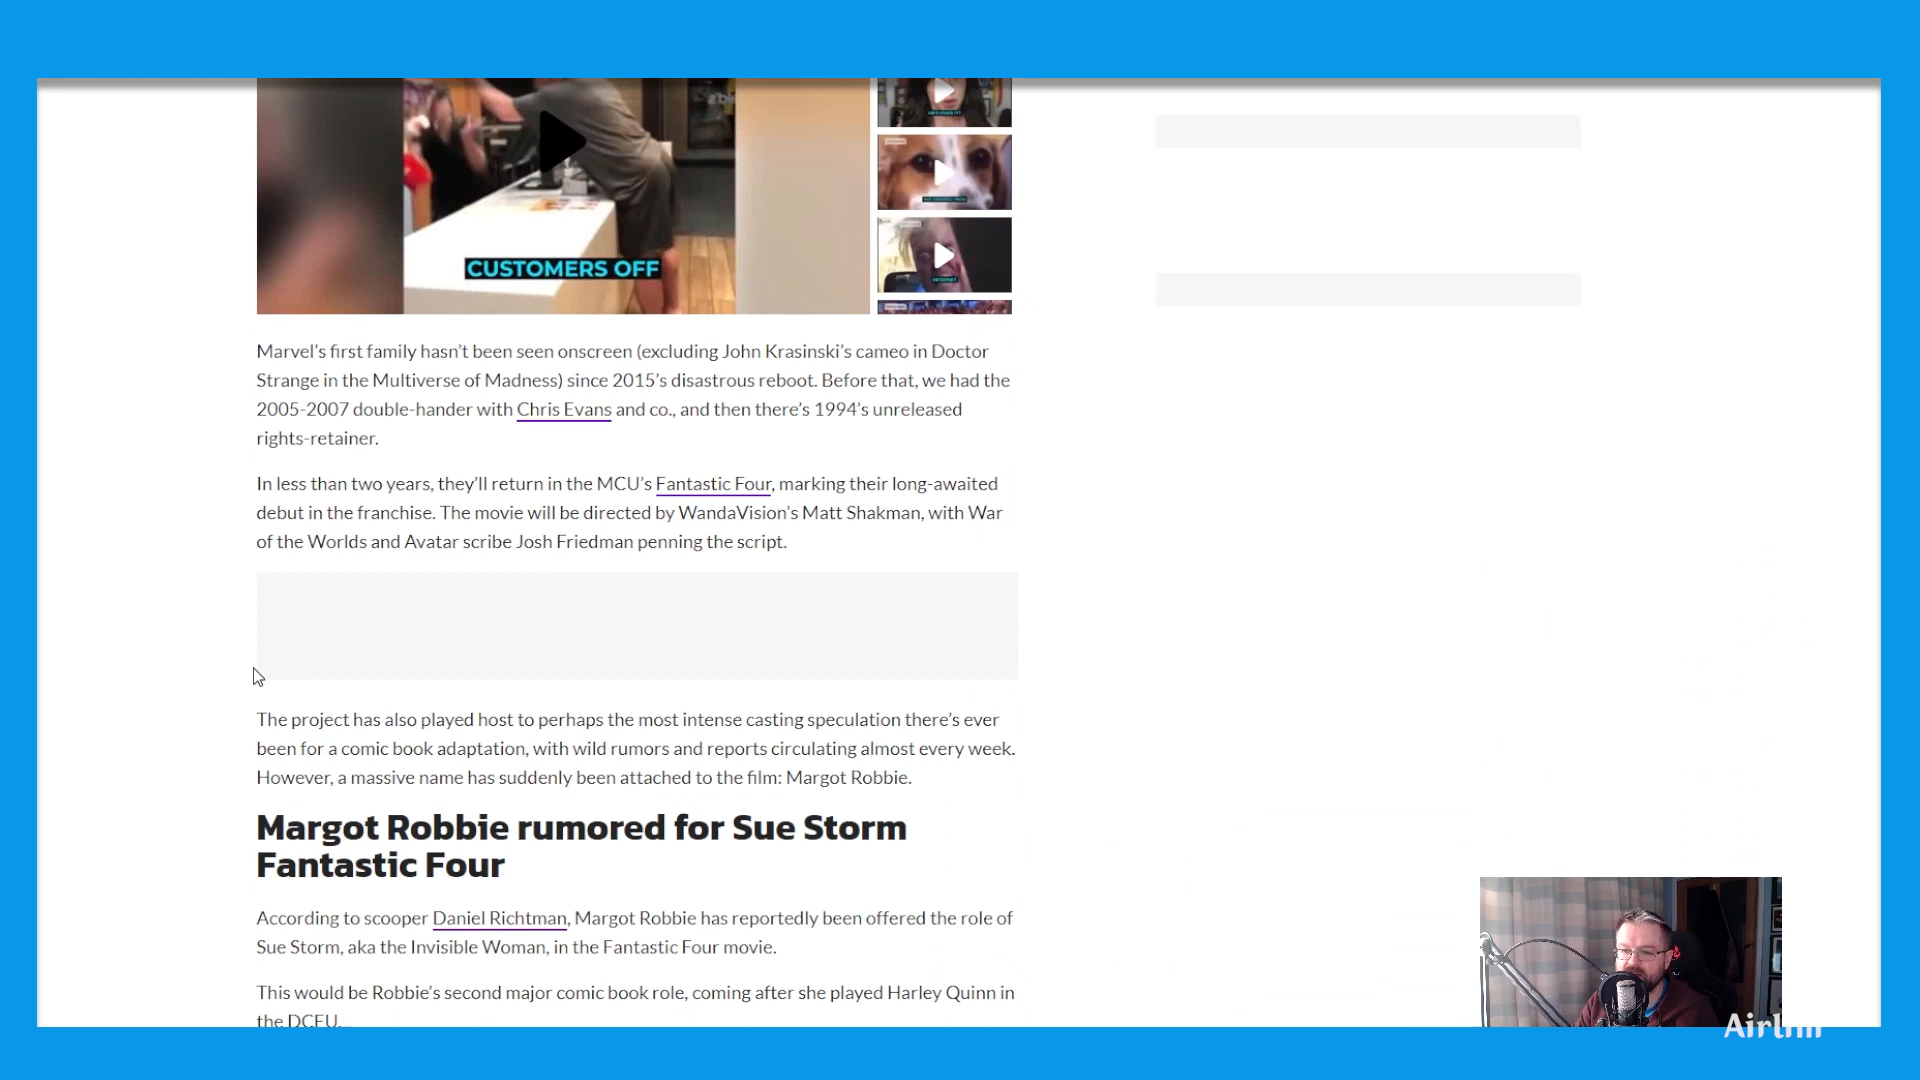 CUSTOMERS OFF
Marvel’s first family hasn’t been seen onscreen (excluding John Krasinski’s cameo in Doctor
Strange in the Multiverse of Madness) since 2015’s disastrous reboot. Before that, we had the
2005-2007 double-hander with Chris Evans and co., and then there’s 1994’s unreleased
rights-retainer.
In less than two years, they’ll return in the MCU’s Fantastic Four, marking their long-awaited
debut in the franchise. The movie will be directed by WandaVision’s Matt Shakman, with War
of the Worlds and Avatar scribe Josh Friedman penning the script.
The project has also played host to perhaps the most intense casting speculation there’s ever
been for a comic book adaptation, with wild rumors and reports circulating almost every week.
However, a massive name has suddenly been attached to the film: Margot Robbie.
Margot Robbie rumored for Sue Storm
Fantastic Four
According to scooper Daniel Richtman, Margot Robbie has reportedly been offered the role of
Sue Storm, aka the Invisible Woman, in the Fantastic Four movie.
This would be Robbie’s second major comic book role, coming after she played Harley Quinn in
the DCEU.